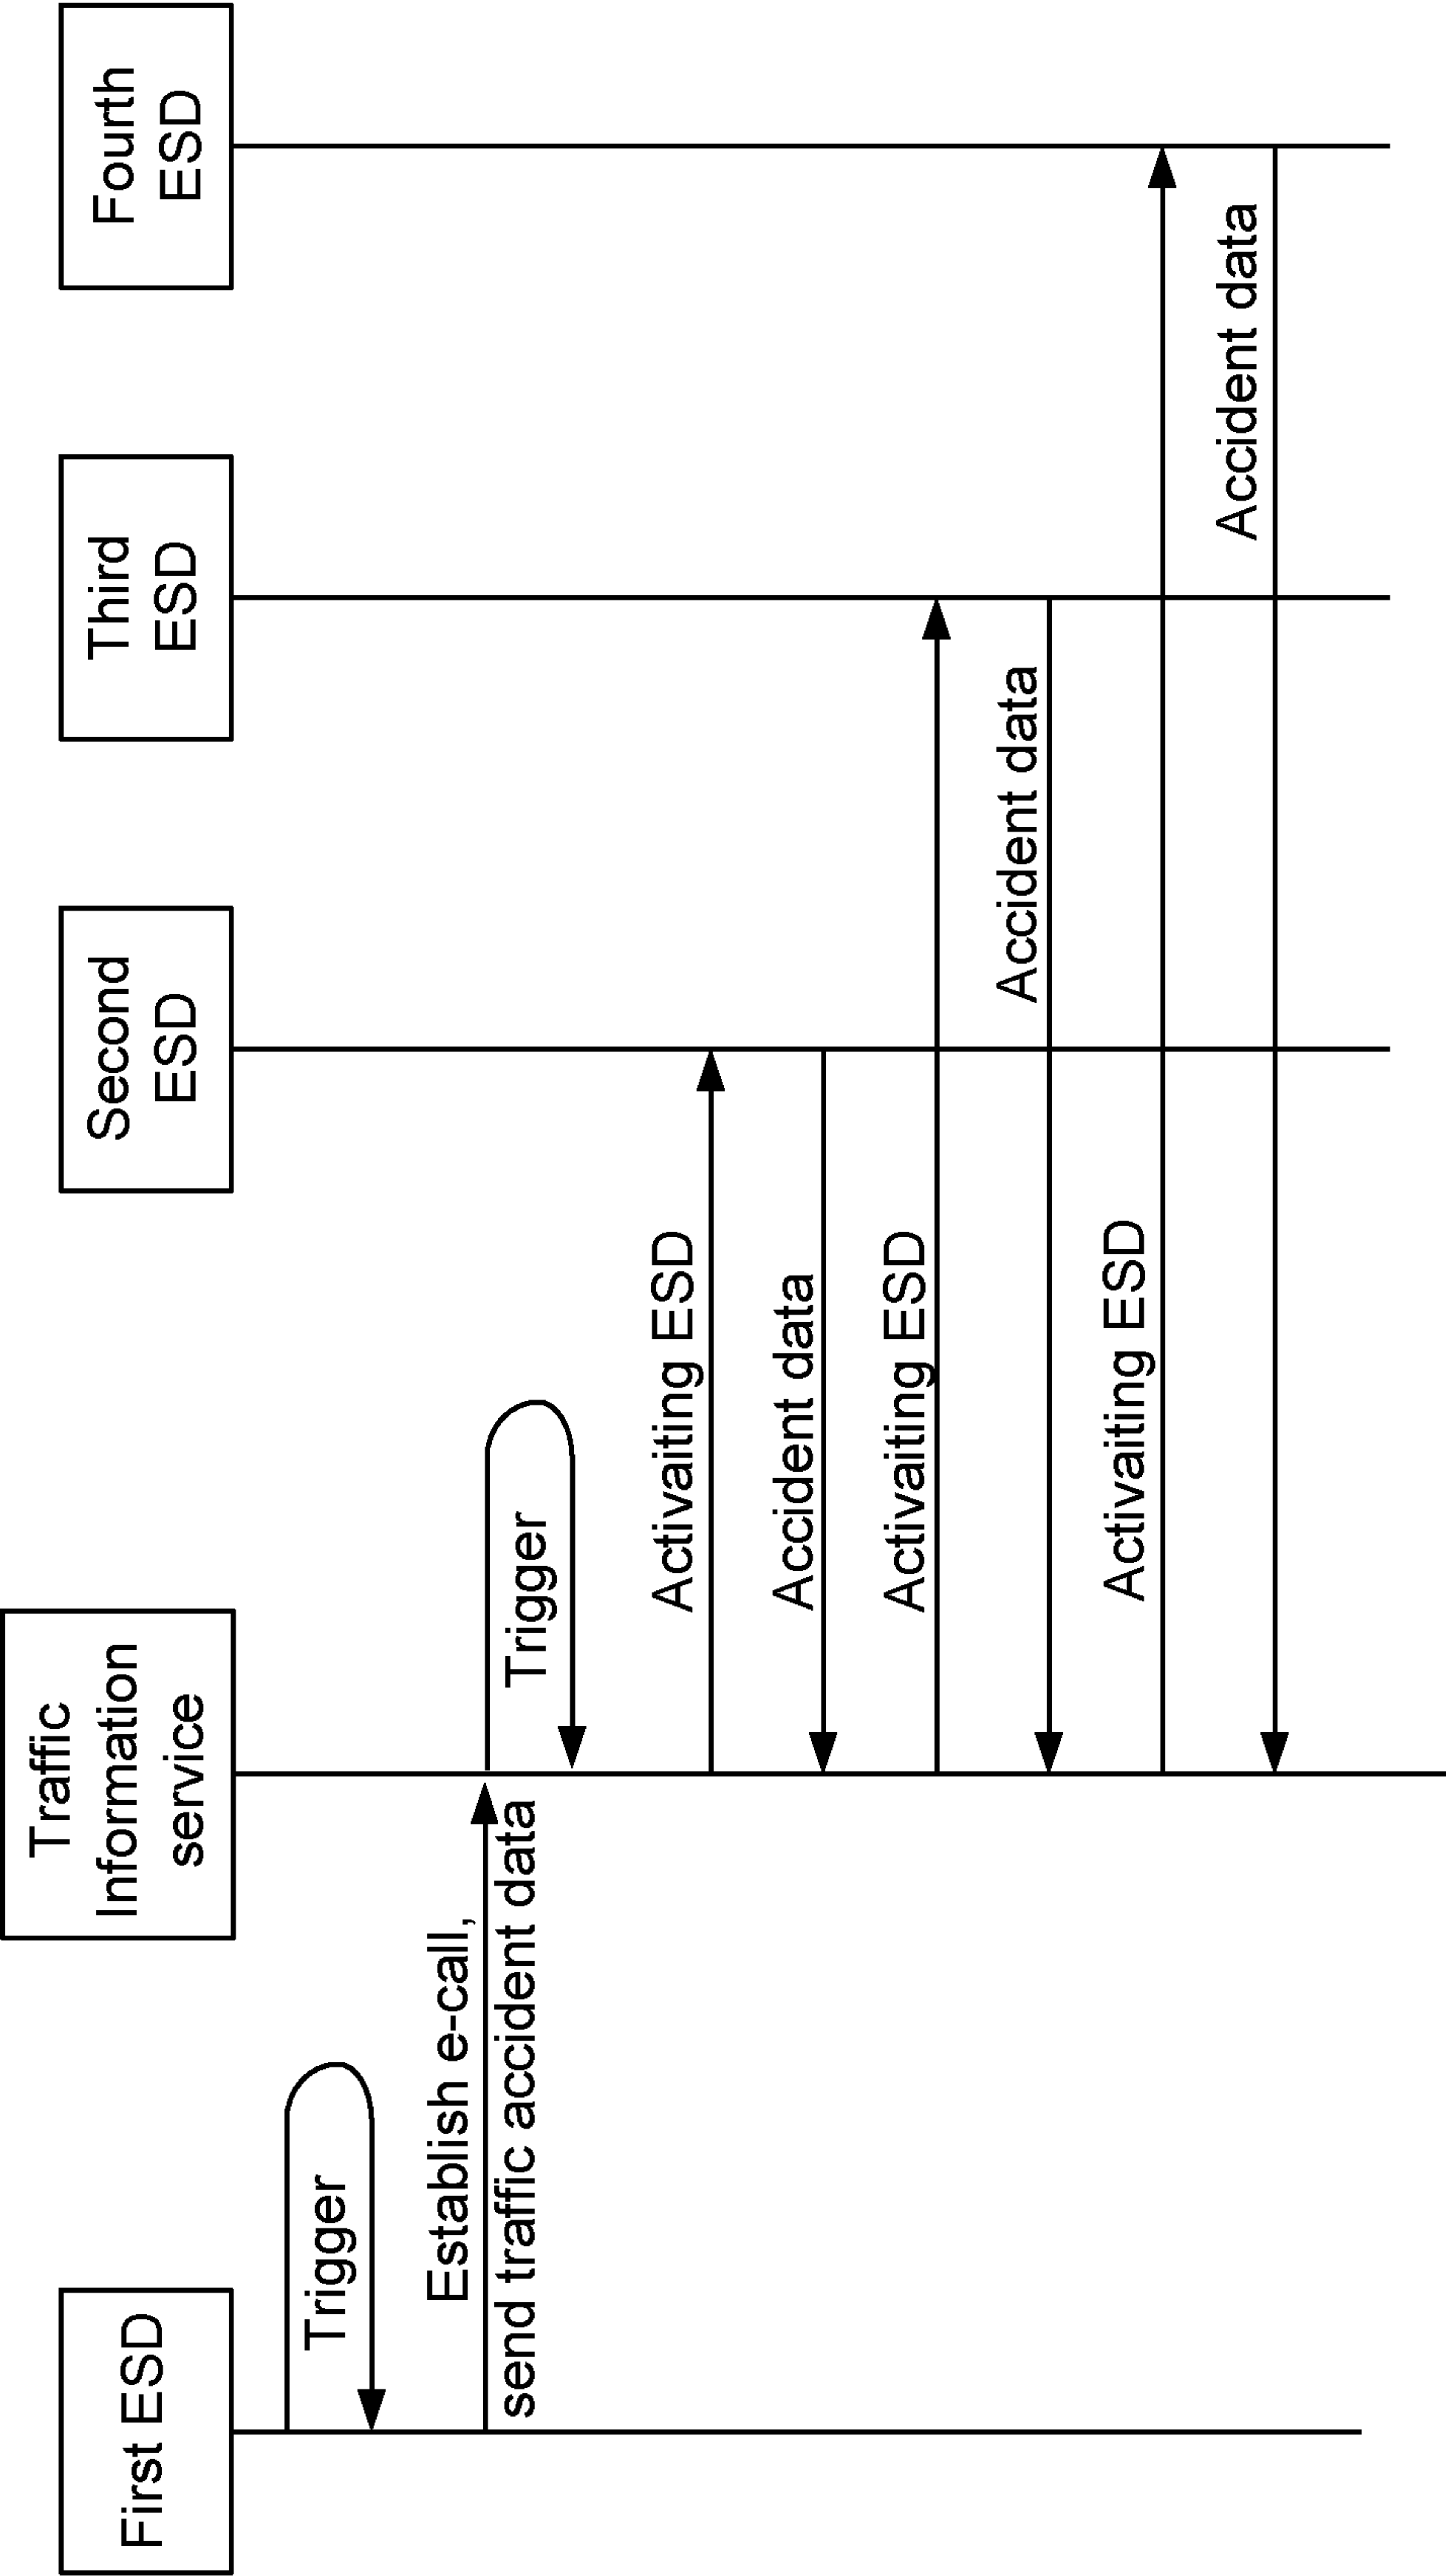 First ESD
Traffic
Information
service
Second
ESD
Third
ESD
Fourth
ESD
Trigger
Establish e-call,
send traffic accident data
Trigger
Activaiting ESD
Accident data
Activaiting ESD
Accident data
Activaiting ESD
Accident data